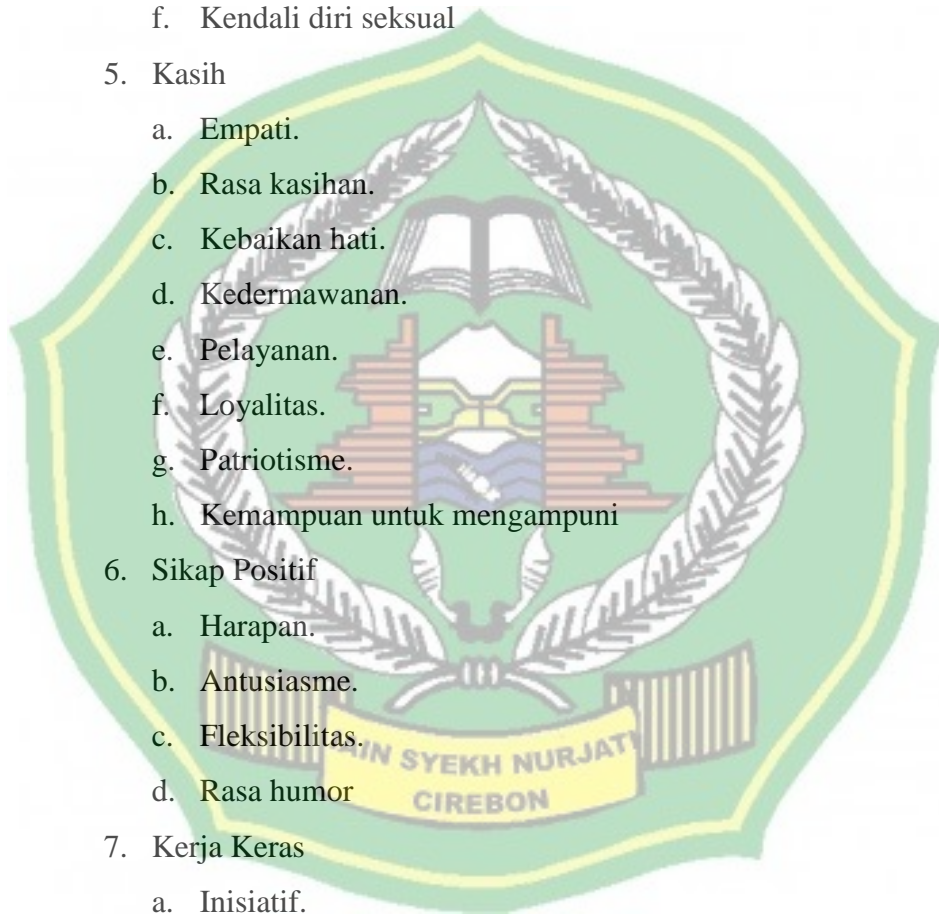 f. Kendali diri seksual
5. Kasih
a. Empati.
b. Rasa kasihan.
c. Kebaikan hati.
d. Kedermawanan.
e. Pelayanan.
f. Loyalitas.
g. Patriotisme.
h. Kemampuan untuk mengampuni
6. Sikap Positif
a. Harapan.
b. Antusiasme.
c. Fleksibilitas.
d. Rasa humor
IAIN SYEKH NURJATI
CIREBON
7. Kerja Keras
a. Inisiatif.